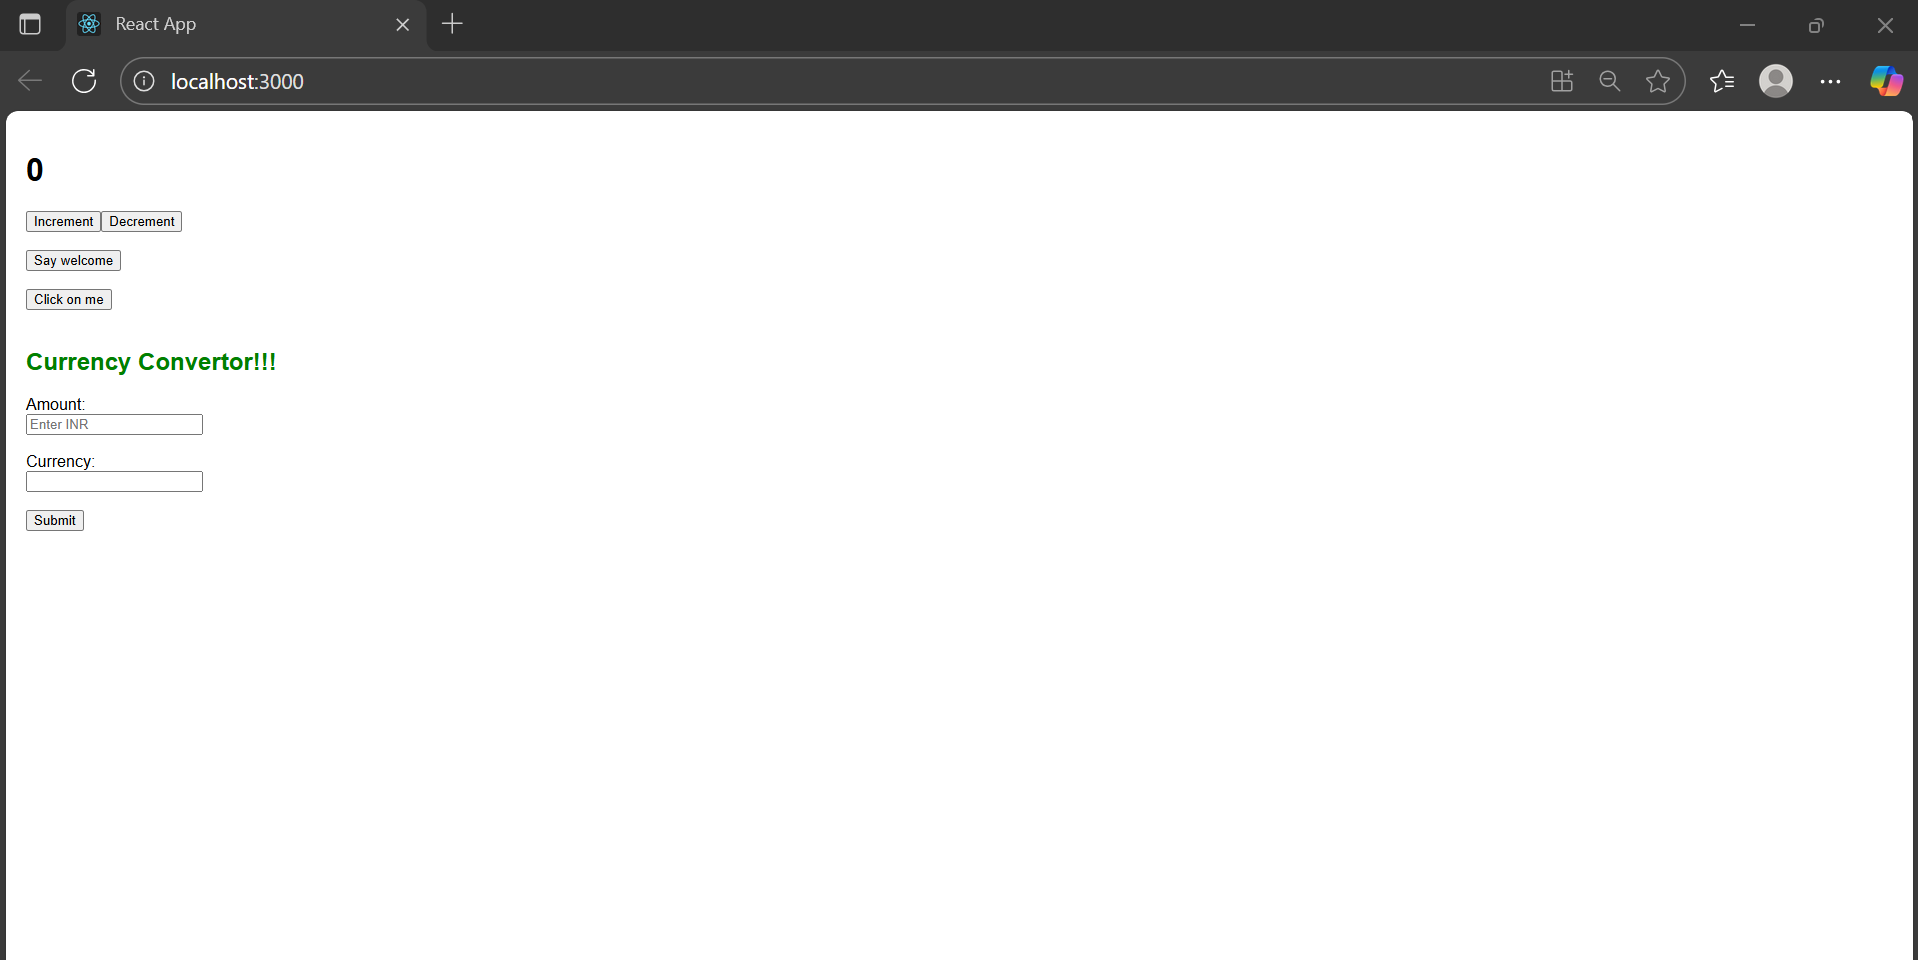 React App
localhost:3000
0
Increment Decrement
Say welcome
Click on me
Currency Convertor!!!
Amount:
Enter INR
Currency:
Submit